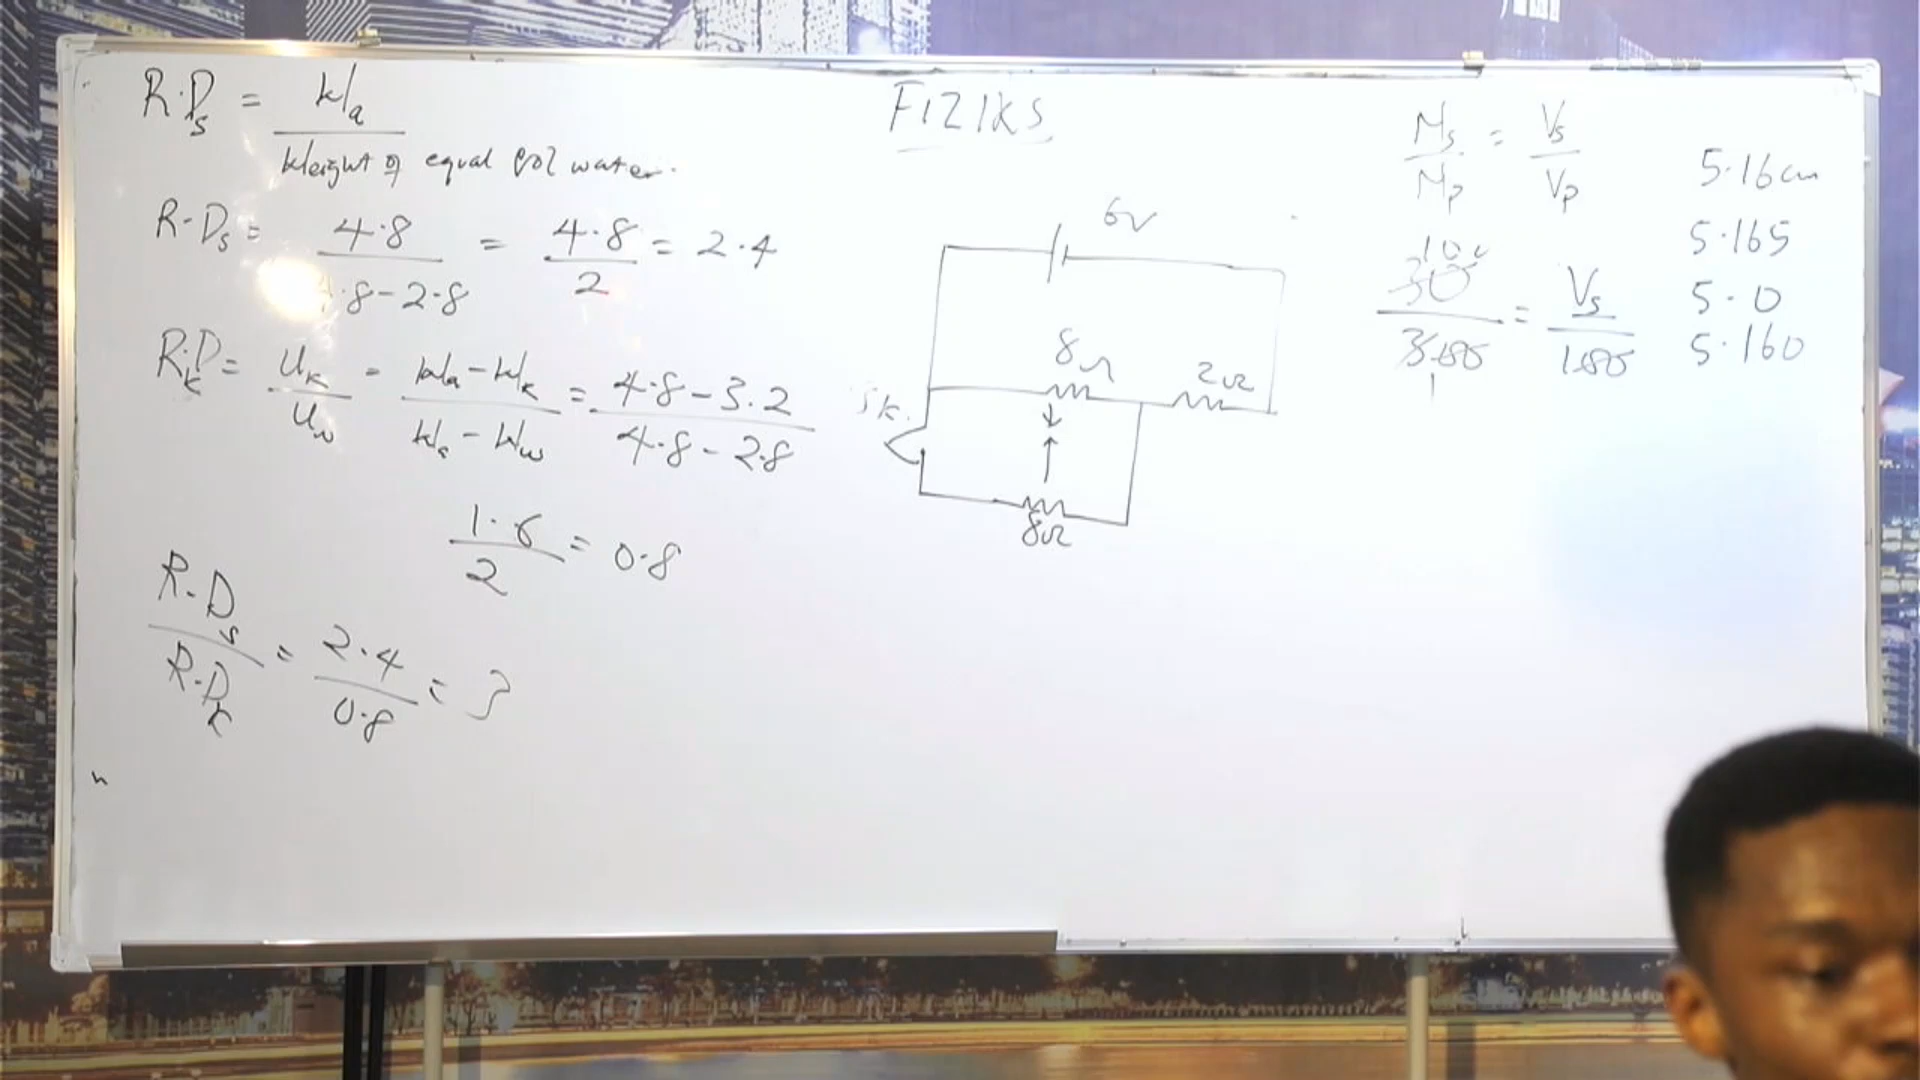 R.Ds = Wa / Weight of equal vol water.
R-Ds = 4.8 / 4.8-2.8 = 4.8 / 2 = 2.4
R.Dk = Uk / Uw = Wa-Wk / Wa-Ww = 4.8-3.2 / 4.8-2.8
1.6 / 2 = 0.8
R-Ds / R-Dk = 2.4 / 0.8 = 3
FIZIKS
6v
8Ω 2Ω
8Ω
Ns / Np = Vs / Vp
100
= Vs / 180
1
5.16cm
5.165
5.0
5.160